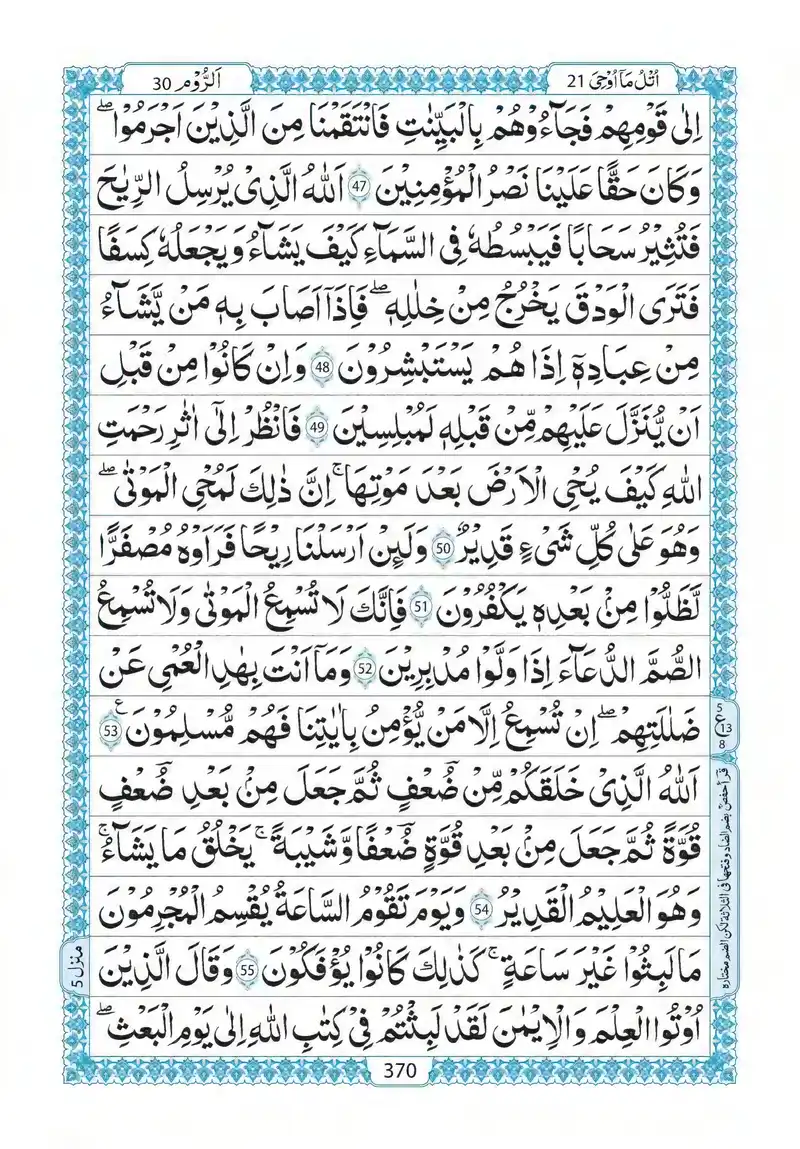 اُتْلُ مَاۤ اُوْحِیَ 21
اَلرُّوْم 30
اِلٰى قَوْمِهِمْ فَجَآءُوْهُمْ بِالْبَیِّنٰتِ فَانْتَقَمْنَا مِنَ الَّذِیْنَ اَجْرَمُوْا ۖ
وَكَانَ حَقًّا عَلَیْنَا نَصْرُ الْمُؤْمِنِیْنَ 47 اَللّٰهُ الَّذِیْ یُرْسِلُ الرِّیٰحَ
فَتُثِیْرُ سَحَابًا فَیَبْسُطُهٗ فِی السَّمَآءِ كَیْفَ یَشَآءُ وَیَجْعَلُهٗ كِسَفًا
فَتَرَى الْوَدْقَ یَخْرُجُ مِنْ خِلٰلِهٖ ۖ فَاِذَاۤ اَصَابَ بِهٖ مَنْ یَّشَآءُ
مِنْ عِبَادِهٖۤ اِذَا هُمْ یَسْتَبْشِرُوْنَ 48 وَاِنْ كَانُوْا مِنْ قَبْلِ
اَنْ یُّنَزَّلَ عَلَیْهِمْ مِّنْ قَبْلِهٖ لَمُبْلِسِیْنَ 49 فَانْظُرْ اِلٰۤى اٰثٰرِ رَحْمَتِ
اللّٰهِ كَیْفَ یُحْیِ الْاَرْضَ بَعْدَ مَوْتِهَا ۚ اِنَّ ذٰلِكَ لَمُحْیِ الْمَوْتٰى ۖ
وَهُوَ عَلٰى كُلِّ شَیْءٍ قَدِیْرٌ 50 وَلَىِٕنْ اَرْسَلْنَا رِیْحًا فَرَاَوْهُ مُصْفَرًّا
لَّظَلُّوْا مِنْۢ بَعْدِهٖ یَكْفُرُوْنَ 51 فَاِنَّكَ لَا تُسْمِعُ الْمَوْتٰى وَلَا تُسْمِعُ
الصُّمَّ الدُّعَآءَ اِذَا وَلَّوْا مُدْبِرِیْنَ 52 وَمَاۤ اَنْتَ بِهٰدِ الْعُمْیِ عَنْ
ضَلٰلَتِهِمْ ۖ اِنْ تُسْمِعُ اِلَّا مَنْ یُّؤْمِنُ بِاٰیٰتِنَا فَهُمْ مُّسْلِمُوْنَ 53 ع
5 ع 13 8
اَللّٰهُ الَّذِیْ خَلَقَكُمْ مِّنْ ضُعْفٍ ثُمَّ جَعَلَ مِنْۢ بَعْدِ ضُعْفٍ
قُوَّةً ثُمَّ جَعَلَ مِنْۢ بَعْدِ قُوَّةٍ ضُعْفًا وَّشَیْبَةً ۚ یَخْلُقُ مَا یَشَآءُ ۚ
وَهُوَ الْعَلِیْمُ الْقَدِیْرُ 54 وَیَوْمَ تَقُوْمُ السَّاعَةُ یُقْسِمُ الْمُجْرِمُوْنَ
مَا لَبِثُوْا غَیْرَ سَاعَةٍ ۚ كَذٰلِكَ كَانُوْا یُؤْفَكُوْنَ 55 وَقَالَ الَّذِیْنَ
اُوْتُوا الْعِلْمَ وَالْاِیْمٰنَ لَقَدْ لَبِثْتُمْ فِیْ كِتٰبِ اللّٰهِ اِلٰى یَوْمِ الْبَعْثِ ۖ
قرأ حفص بضم الضاد وفتحها فی الثلاثة لكن الضم مختاره
منزل 5
370